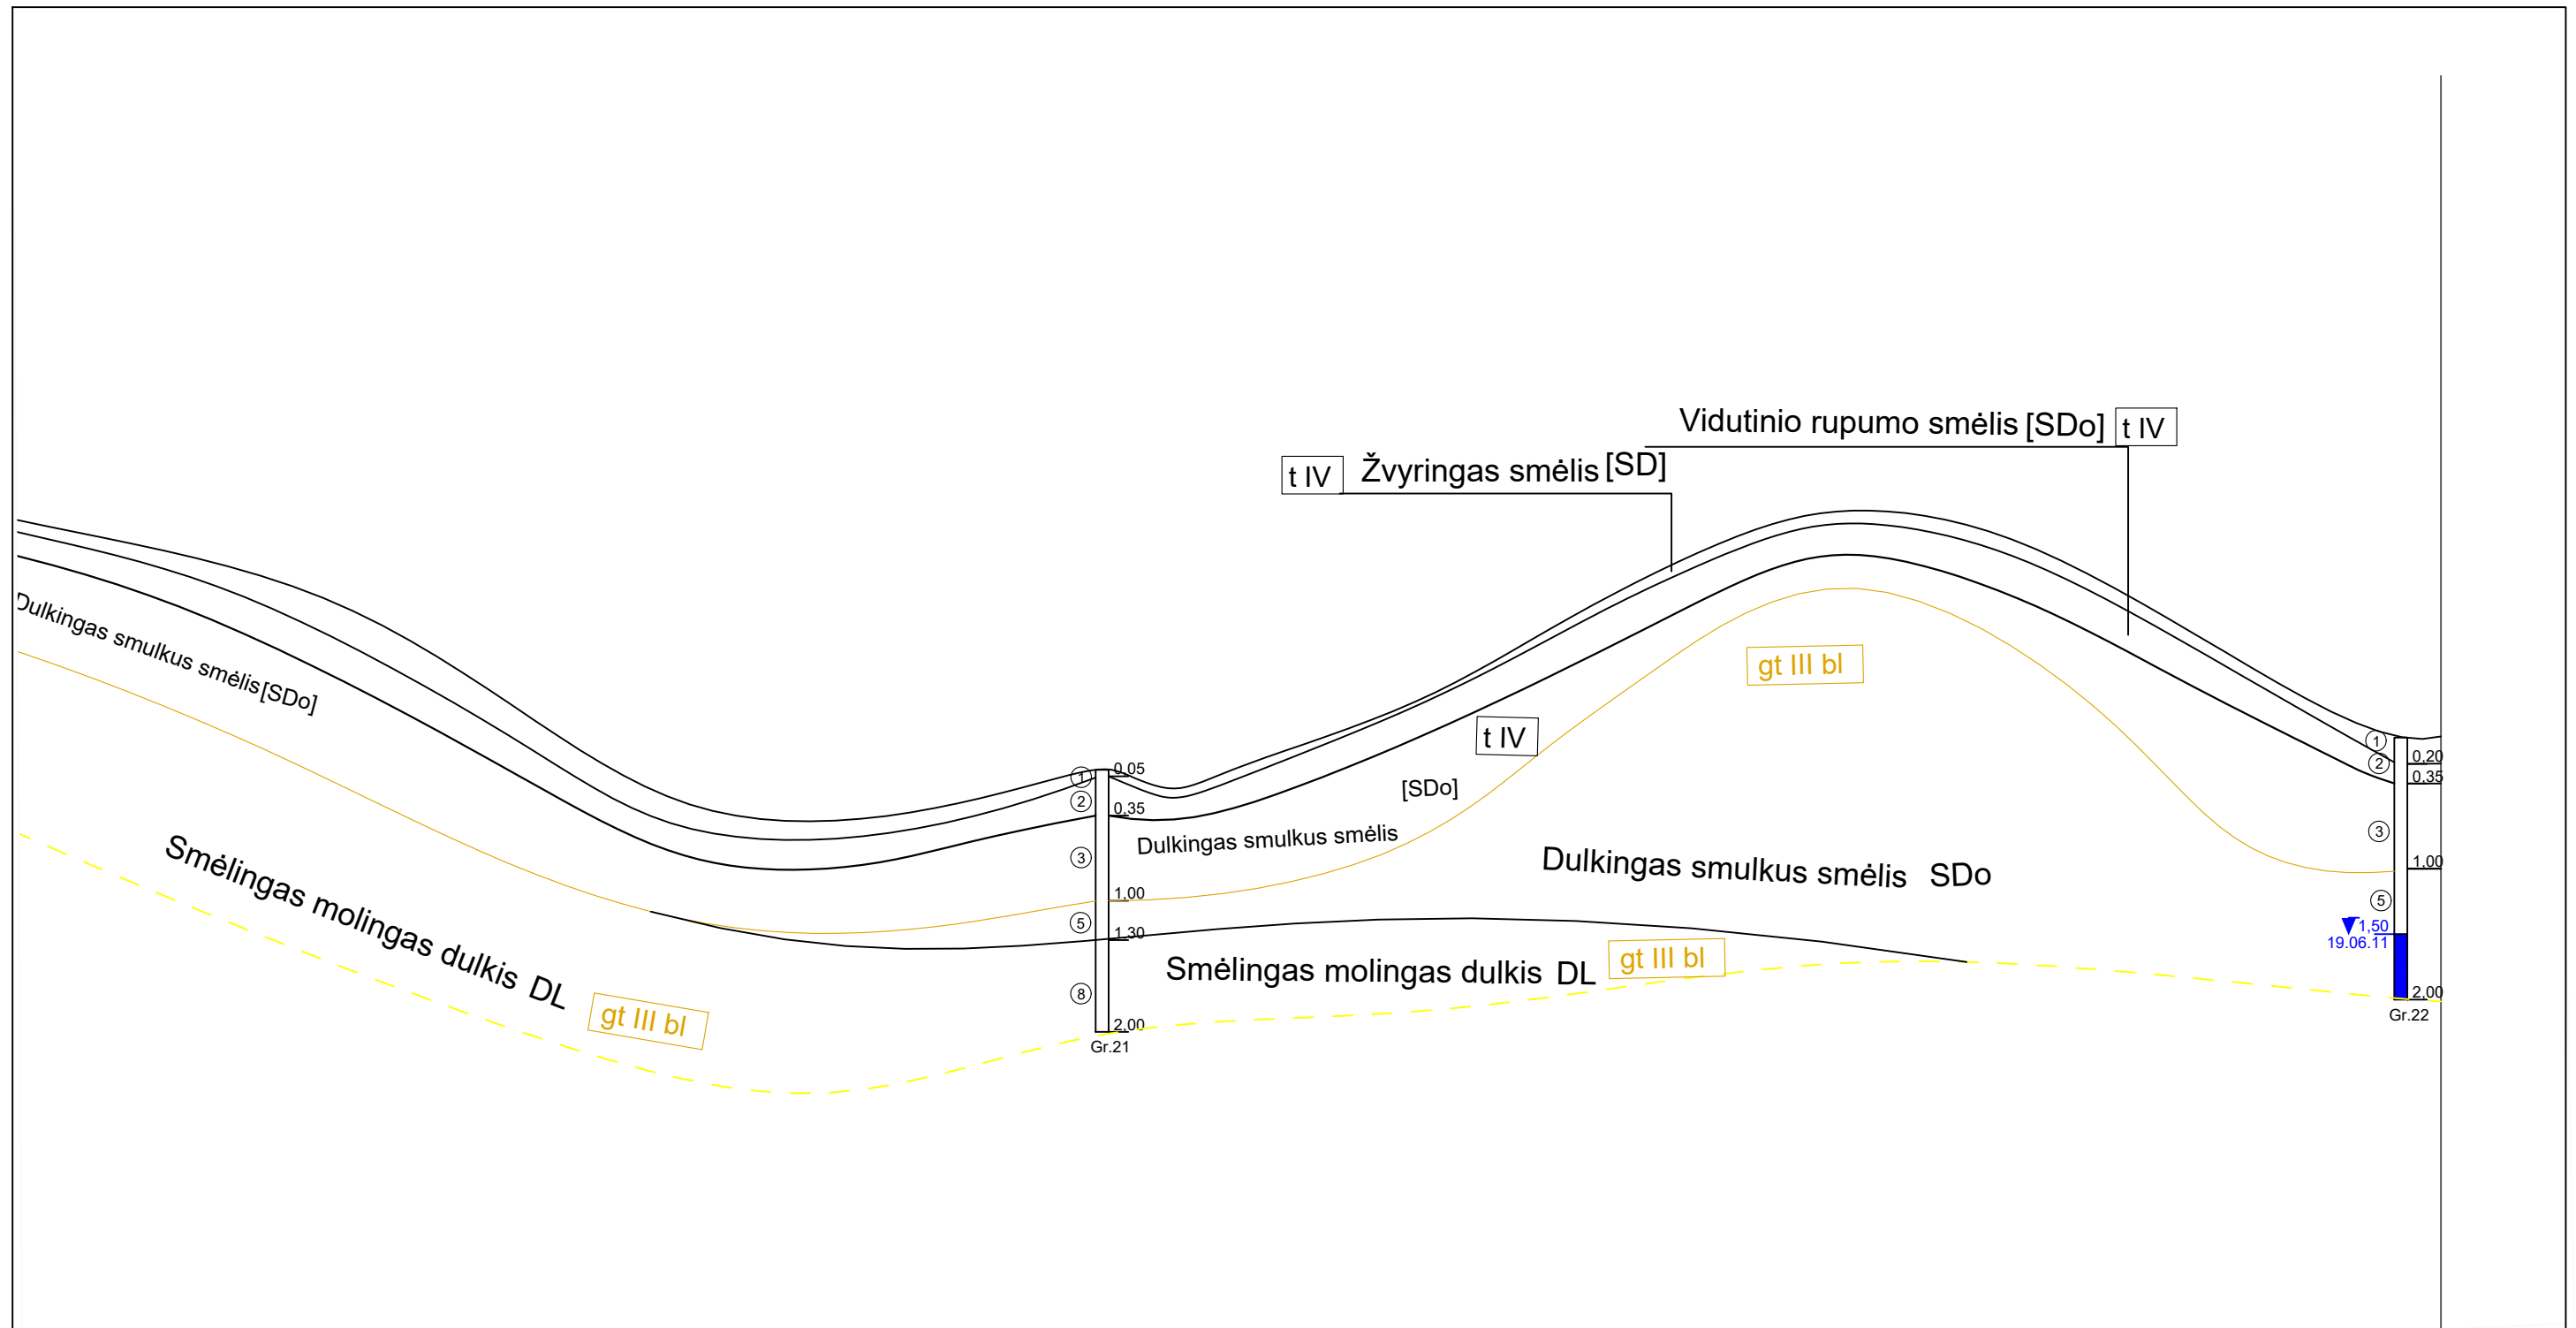 Vidutinio rupumo smėlis [SDo] t IV
t IV Žvyringas smėlis [SD]
Dulkingas smulkus smėlis [SDo]
gt III bl
t IV
[SDo]
Dulkingas smulkus smėlis
Dulkingas smulkus smėlis SDo
Smėlingas molingas dulkis DL
gt III bl
Smėlingas molingas dulkis DL
gt III bl
1
0,05
2
0,35
3
1,00
5
1,30
8
2,00
Gr.21
1
0,20
2
0,35
3
1,00
5
1,50
19.06.11
2,00
Gr.22